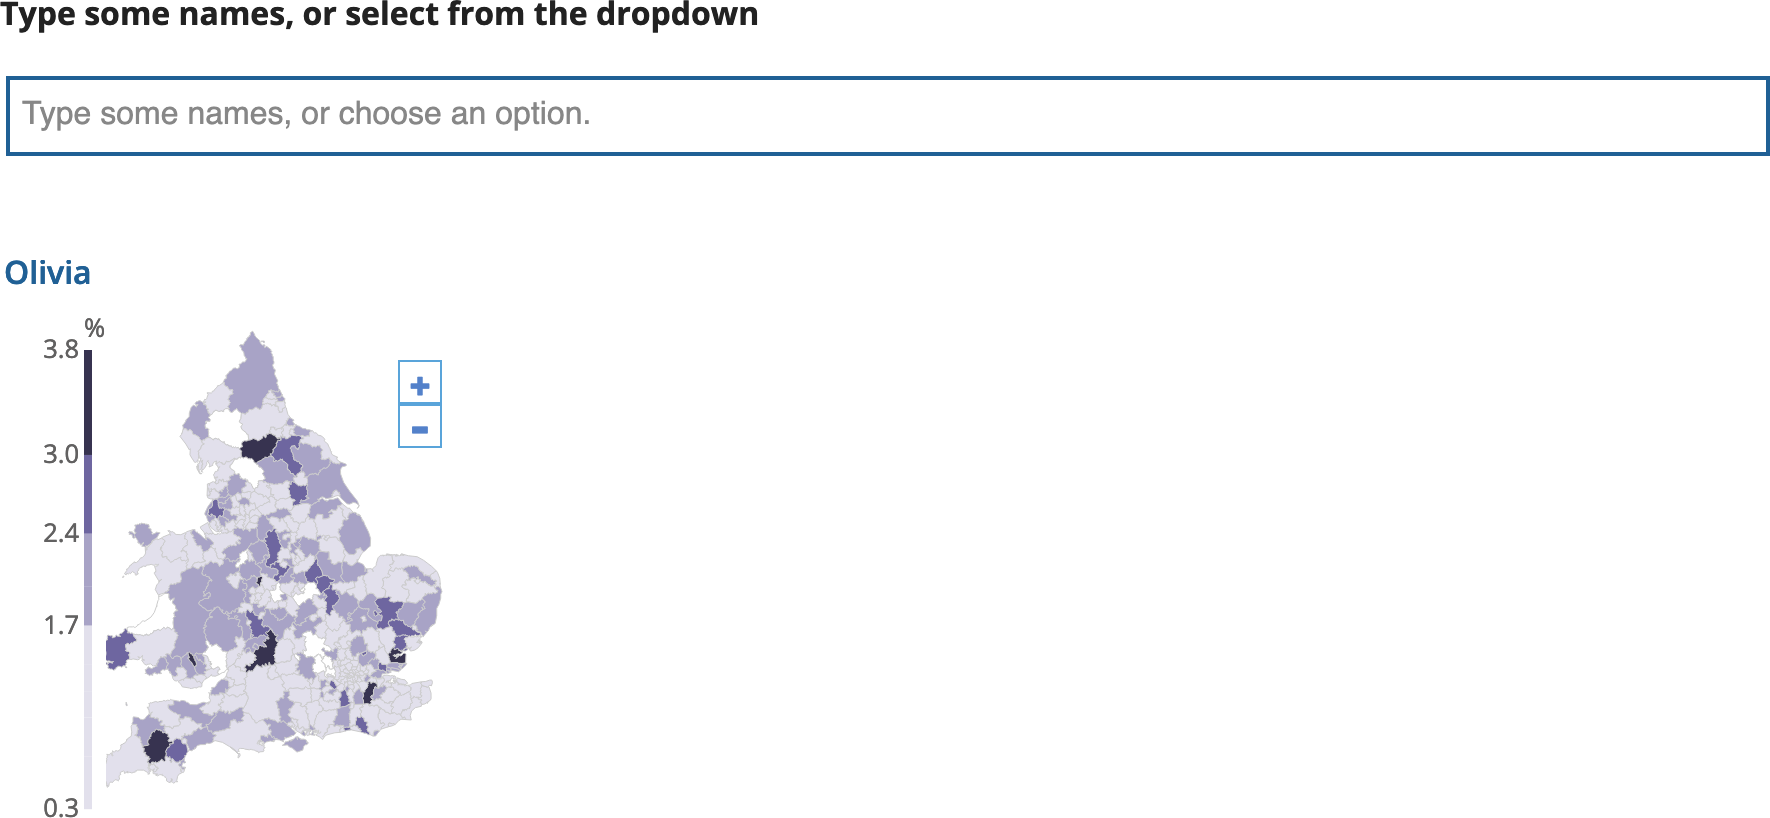 Type some names, or select from the dropdown
Type some names, or choose an option.
Olivia
%
3.8
3.0
2.4
1.7
0.3
+
-